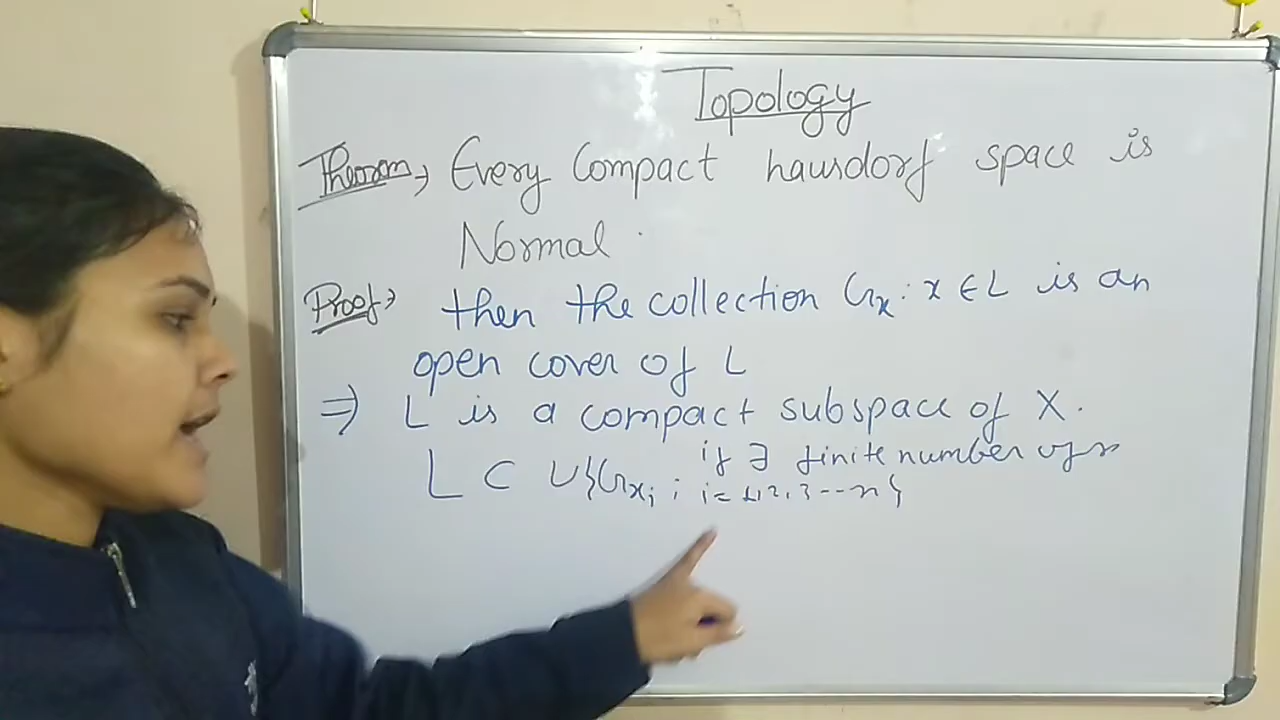 Topology
Theorem, Every Compact hausdorf space is
Normal.
Proof, then the collection Gx : x ∈ L is an
open cover of L
⇒ L is a compact subspace of X.
if ∃ finite number of x
L ⊂ ∪{Gxi ; i = 1,2,3---n}